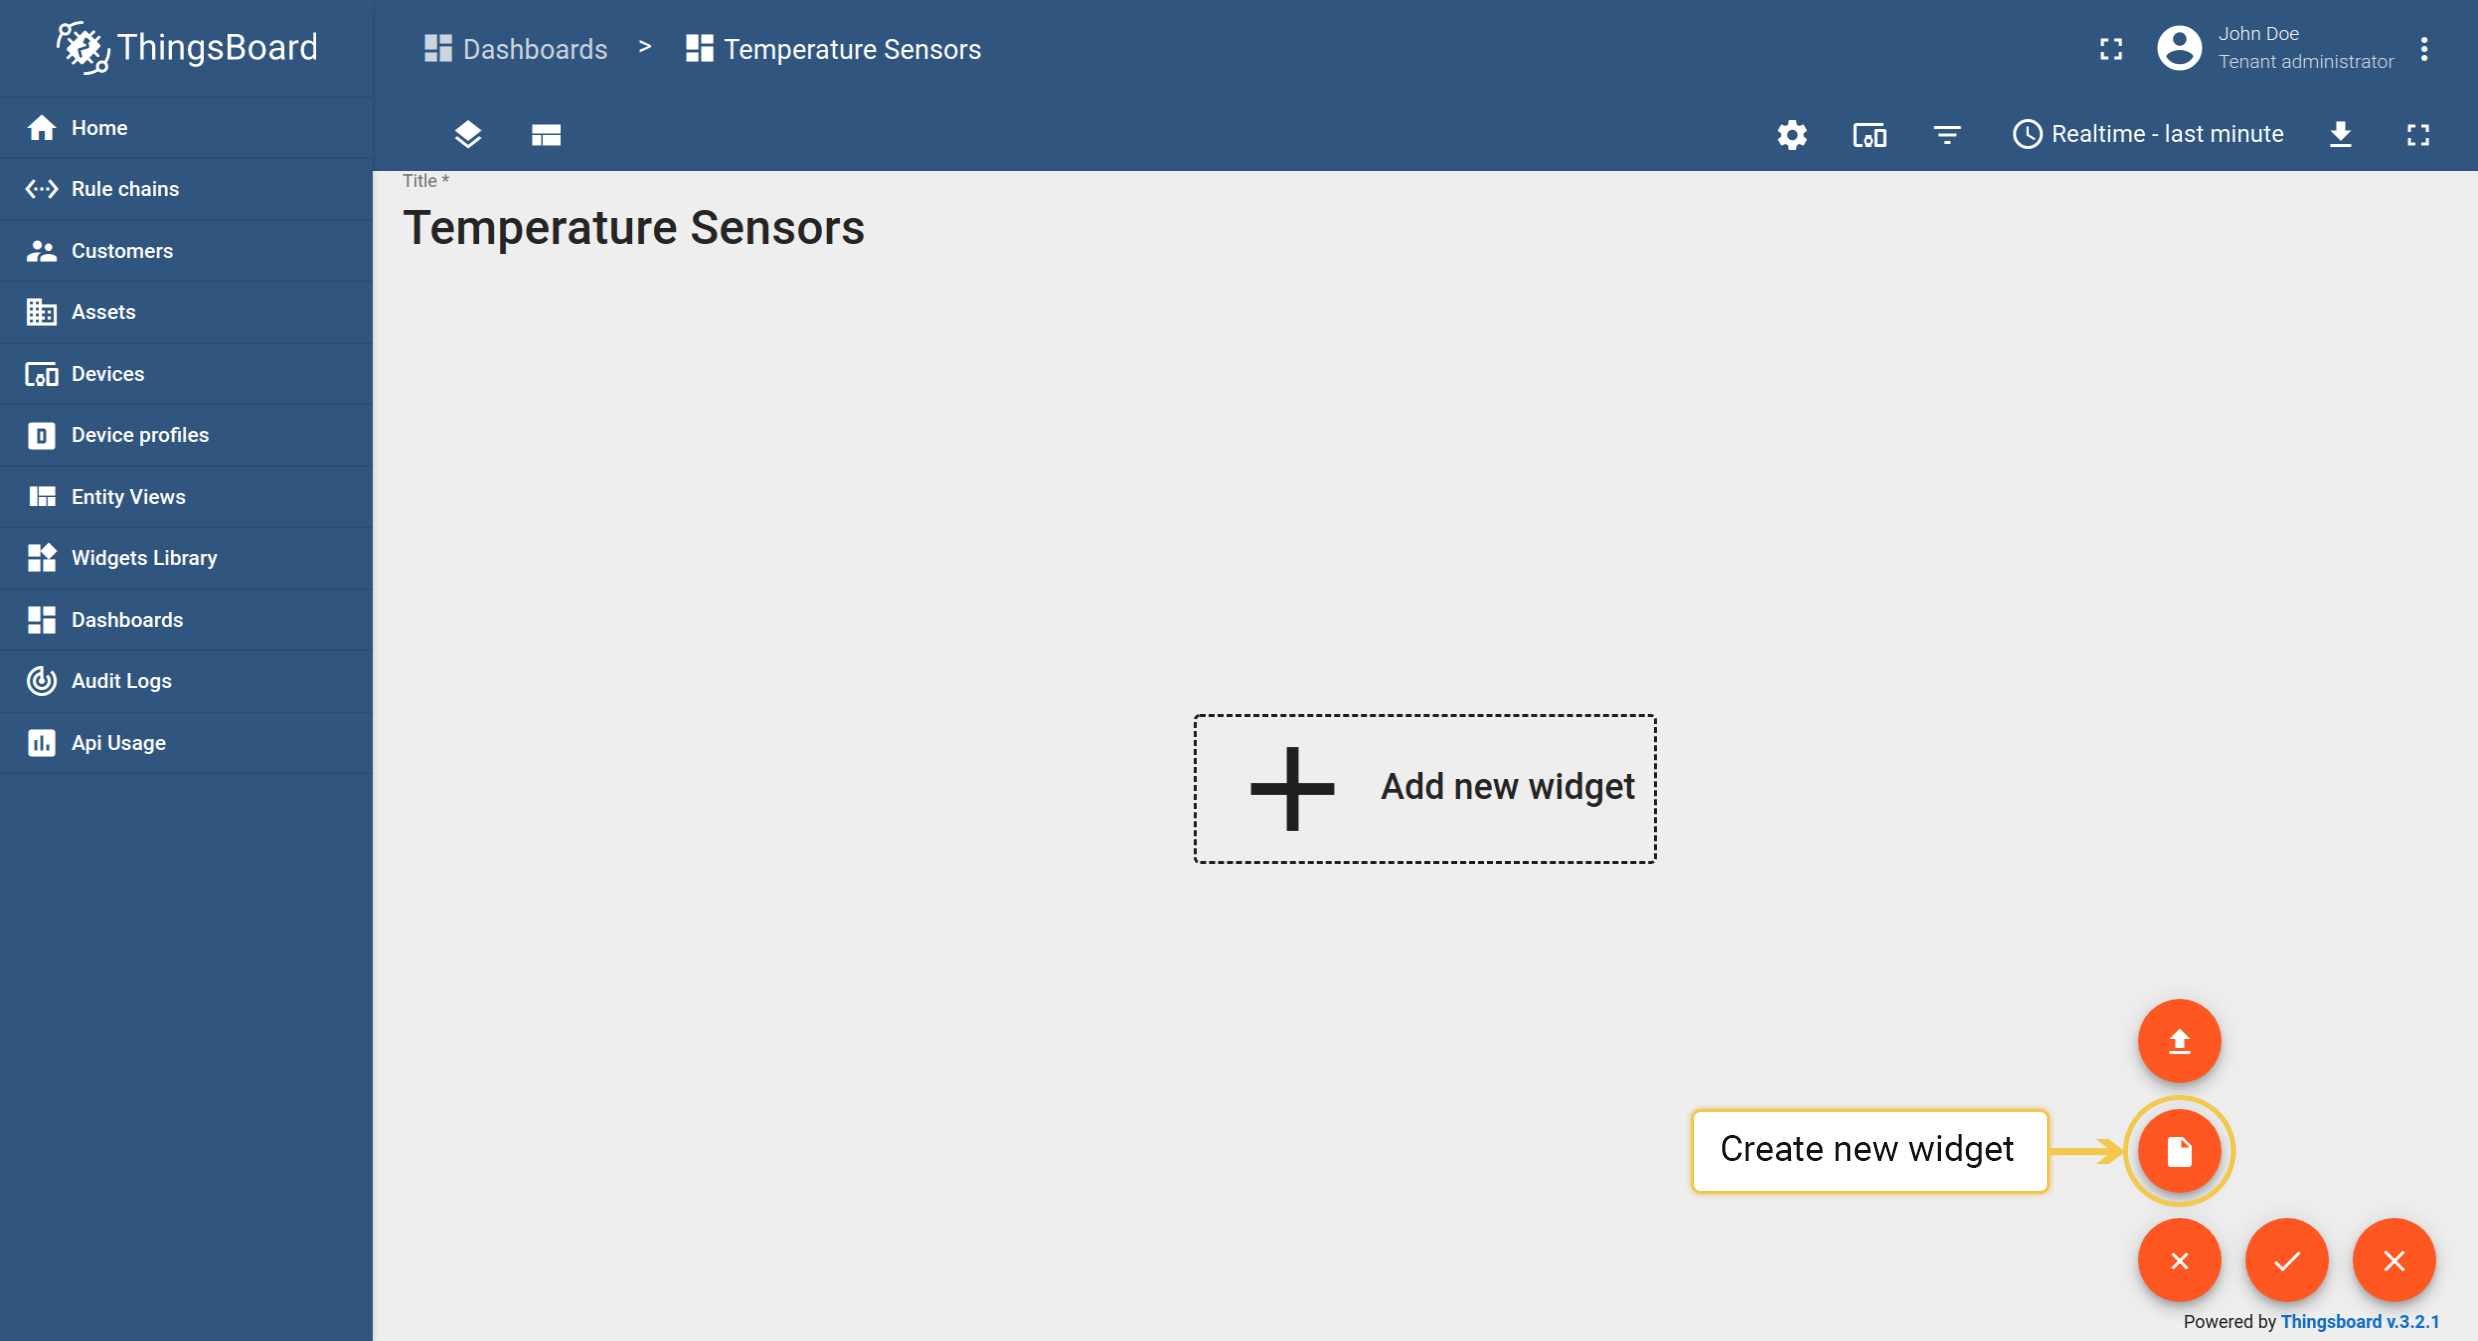 ThingsBoard
Dashboards > Temperature Sensors
John Doe
Tenant administrator
Realtime - last minute
Home
Rule chains
Customers
Assets
Devices
Device profiles
Entity Views
Widgets Library
Dashboards
Audit Logs
Api Usage
Title *
Temperature Sensors
Add new widget
Create new widget
Powered by Thingsboard v.3.2.1